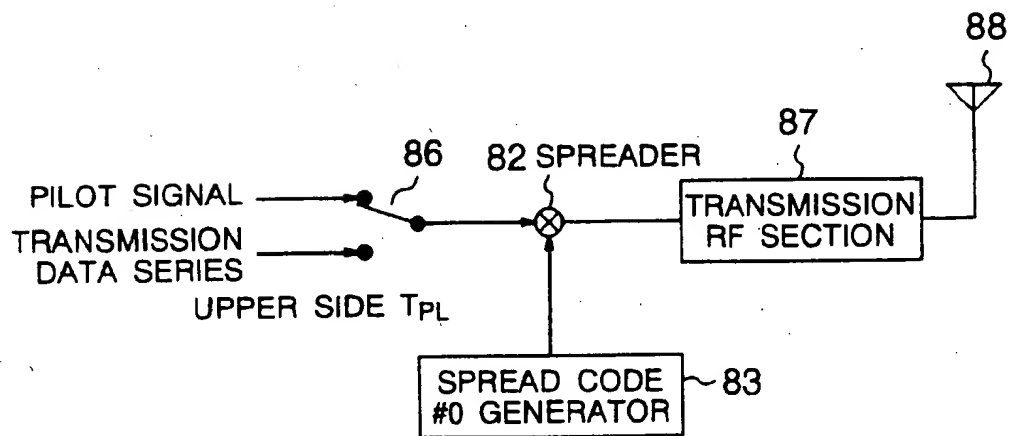 88
87
86
82 SPREADER
PILOT SIGNAL
TRANSMISSION
RF SECTION
TRANSMISSION
DATA SERIES
UPPER SIDE TPL
SPREAD CODE
#0 GENERATOR
83